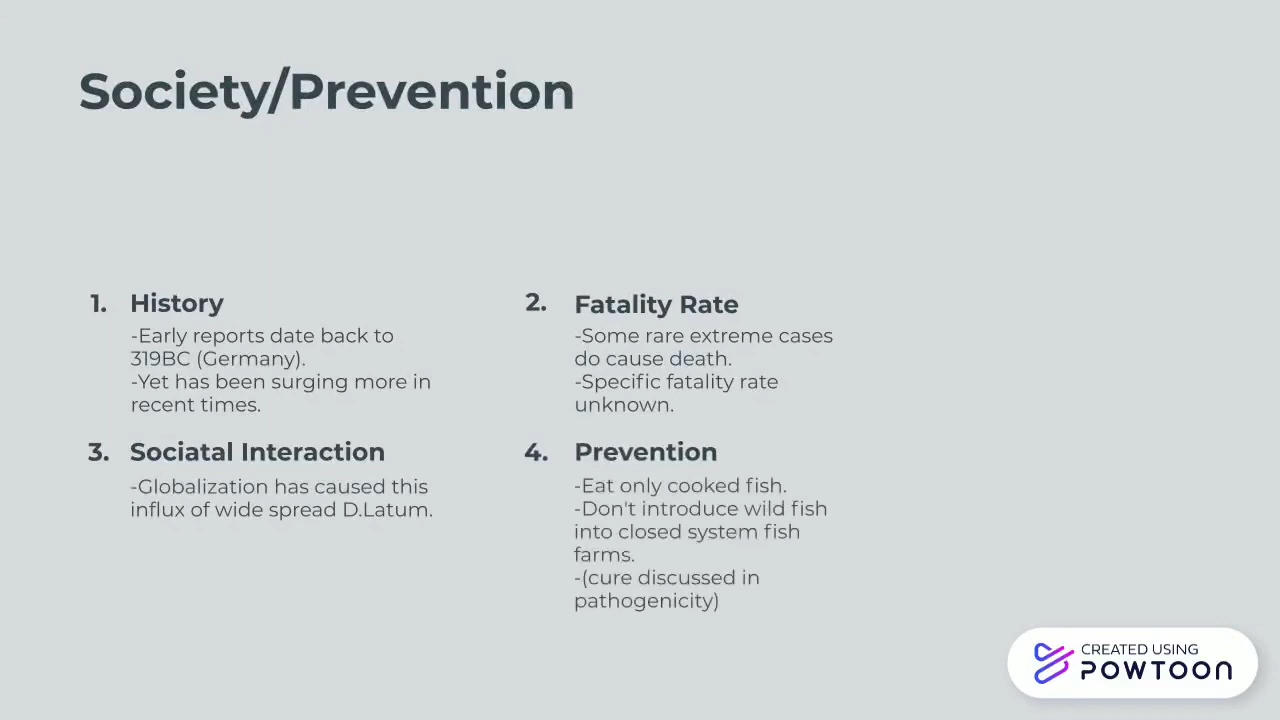 Society/Prevention
1. History
-Early reports date back to
319BC (Germany).
-Yet has been surging more in
recent times.
2. Fatality Rate
-Some rare extreme cases
do cause death.
-Specific fatality rate
unknown.
3. Sociatal Interaction
-Globalization has caused this
influx of wide spread D.Latum.
4. Prevention
-Eat only cooked fish.
-Don't introduce wild fish
into closed system fish
farms.
-(cure discussed in
pathogenicity)
CREATED USING
POWTOON